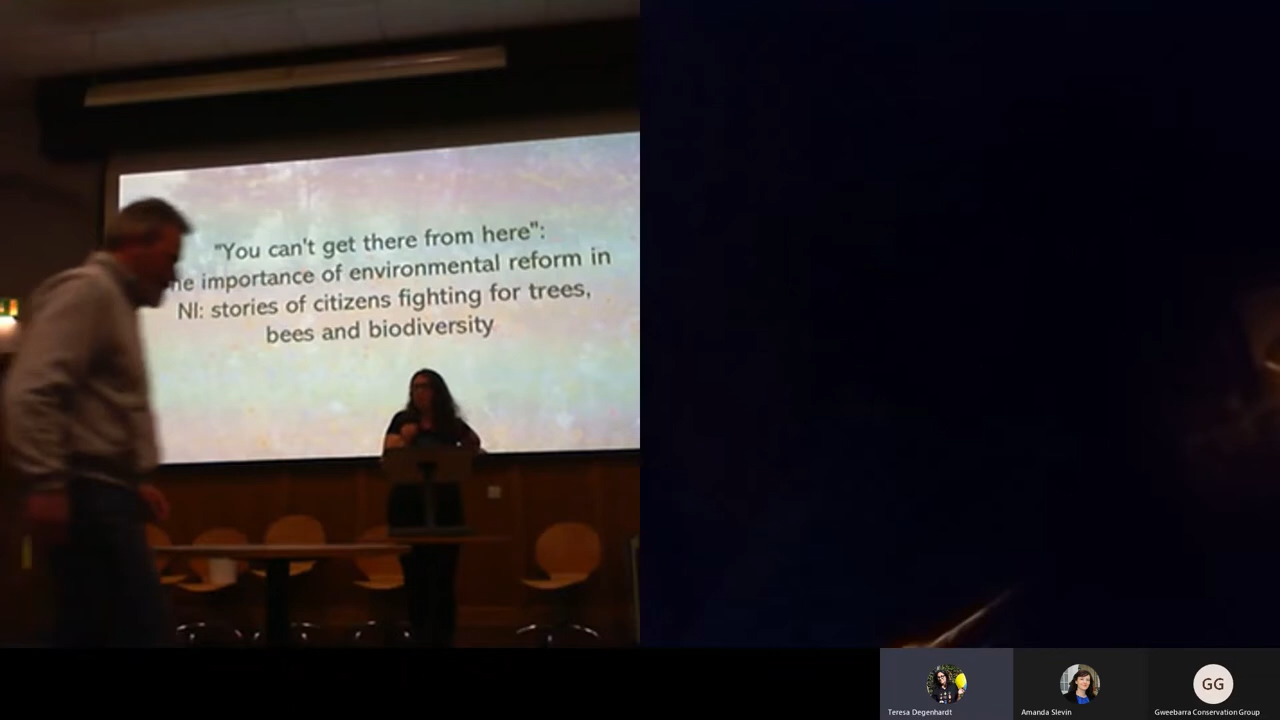 "You can't get there from here":
he importance of environmental reform in
NI: stories of citizens fighting for trees,
bees and biodiversity
GG
Teresa Degenhardt
Amanda Slevin
Gweebarra Conservation Group